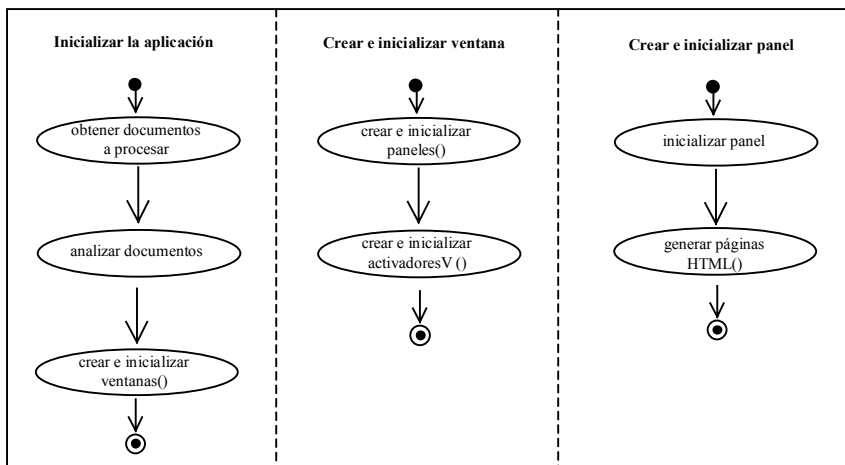 Inicializar la aplicación
obtener documentos
a procesar
analizar documentos
crear e inicializar
ventanas()
Crear e inicializar ventana
crear e inicializar
paneles()
crear e inicializar
activadoresV ()
Crear e inicializar panel
inicializar panel
generar páginas
HTML()